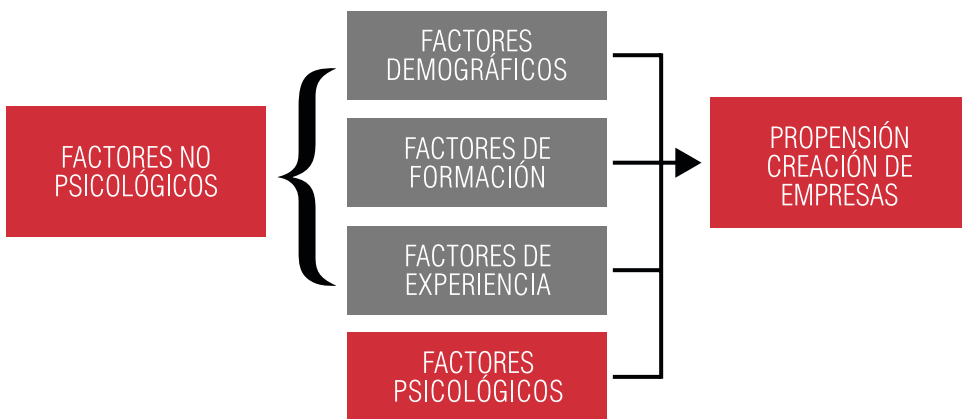 FACTORES NO
PSICOLÓGICOS
FACTORES
DEMOGRÁFICOS
FACTORES DE
FORMACIÓN
FACTORES DE
EXPERIENCIA
FACTORES
PSICOLÓGICOS
PROPENSIÓN
CREACIÓN DE
EMPRESAS